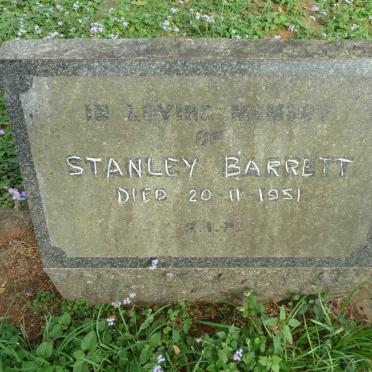 IN LOVING MEMORY
OF
STANLEY BARRETT
DIED 20-11-1951
R.I.P.